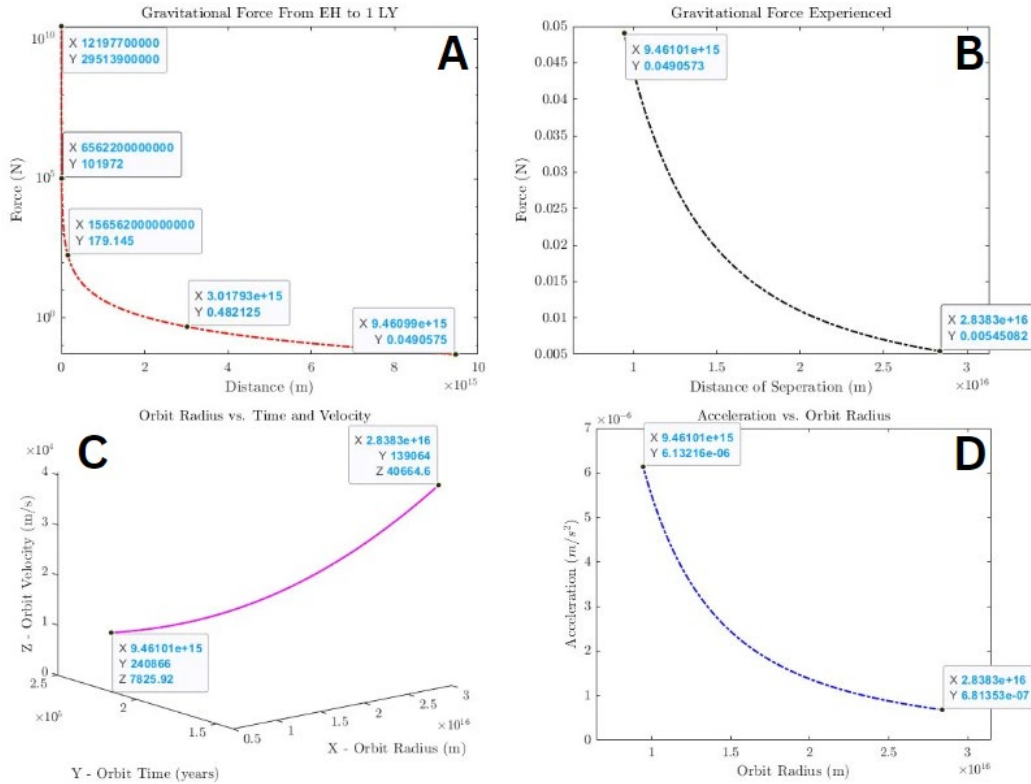 Gravitational Force From EH to 1 LY
A
10^10
10^5
10^0
Force (N)
X 12197700000
Y 29513900000
X 6562200000000
Y 101972
X 156562000000000
Y 179.145
X 3.01793e+15
Y 0.482125
X 9.46099e+15
Y 0.0490575
0 2 4 6 8 10
Distance (m)
×10^15
Gravitational Force Experienced
B
0.05
0.045
0.04
0.035
0.03
0.025
0.02
0.015
0.01
0.005
Force (N)
X 9.46101e+15
Y 0.0490573
X 2.8383e+16
Y 0.00545082
1 1.5 2 2.5 3
Distance of Seperation (m)
×10^16
Orbit Radius vs. Time and Velocity
C
×10^4
4
3
2
1
0
Z - Orbit Velocity (m/s)
X 2.8383e+16
Y 139064
Z 40664.6
X 9.46101e+15
Y 240866
Z 7825.92
2.5
×10^5
2
1.5
Y - Orbit Time (years)
0.5 1 1.5 2 2.5 3
×10^16
X - Orbit Radius (m)
Acceleration vs. Orbit Radius
D
×10^-6
7
6
5
4
3
2
1
0
Acceleration (m/s^2)
X 9.46101e+15
Y 6.13216e-06
X 2.8383e+16
Y 6.81353e-07
1 1.5 2 2.5 3
Orbit Radius (m)
×10^16